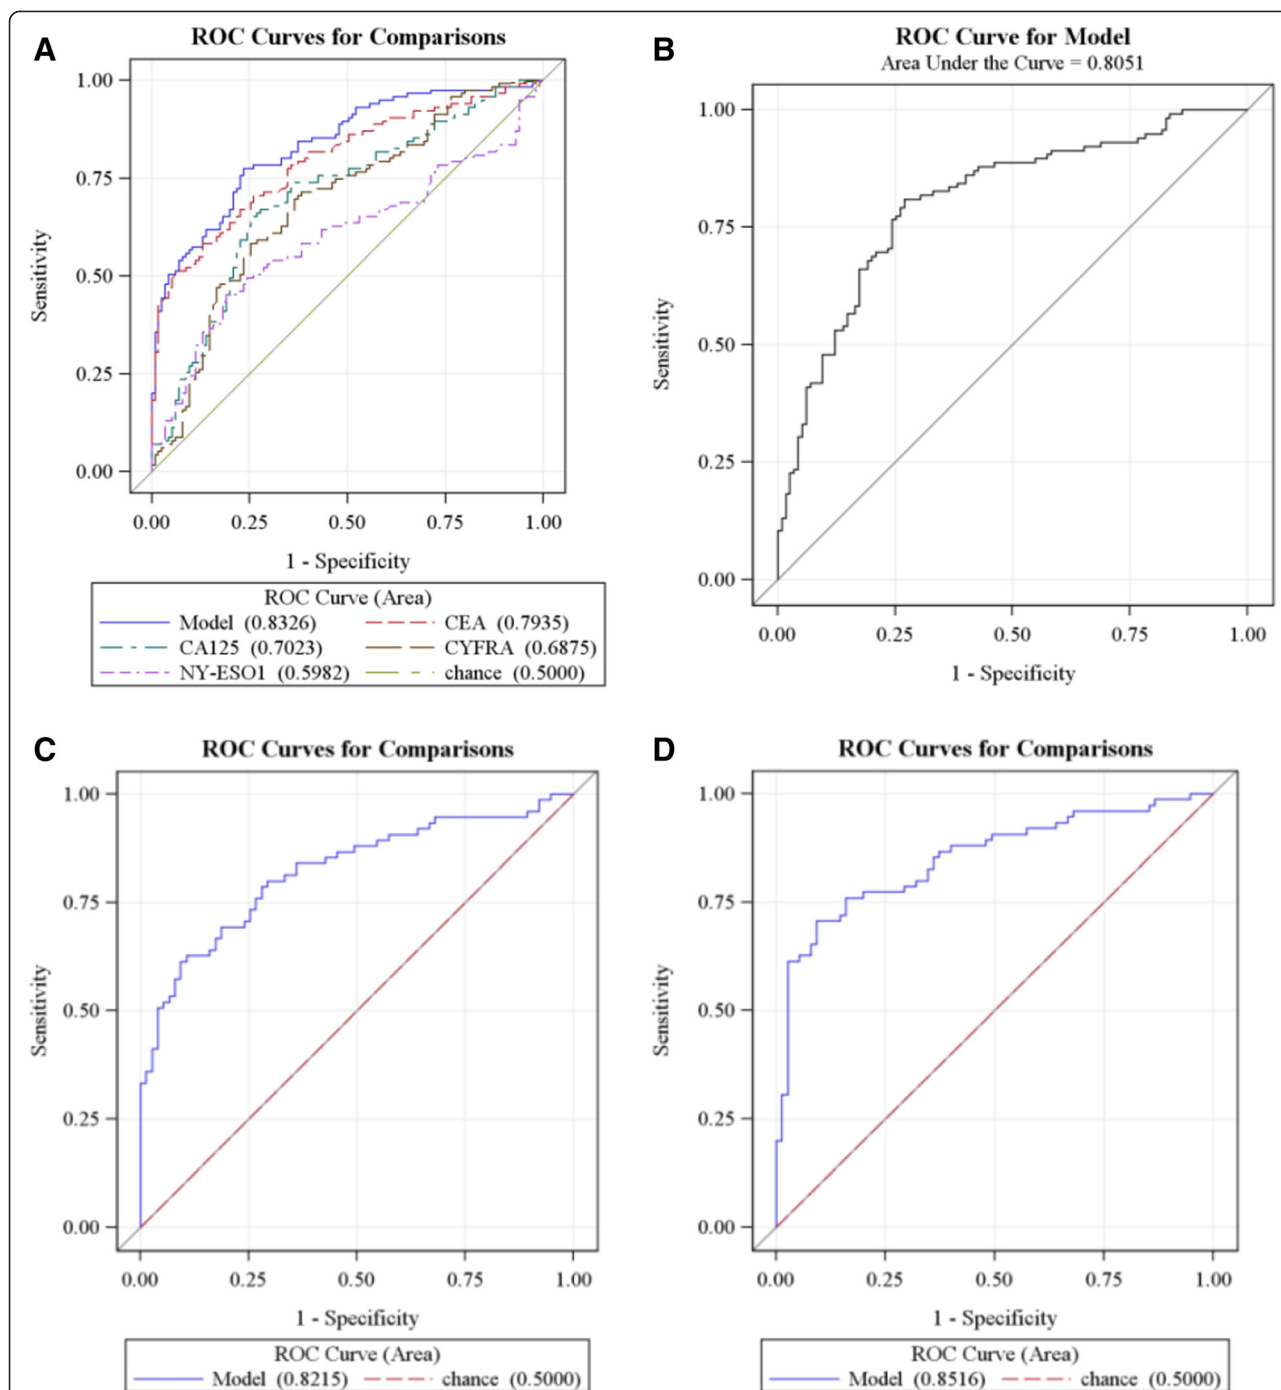 A
ROC Curves for Comparisons
1.00
0.75
0.50
0.25
0.00
Sensitivity
0.00 0.25 0.50 0.75 1.00
1 - Specificity
ROC Curve (Area)
Model (0.8326) CEA (0.7935)
CA125 (0.7023) CYFRA (0.6875)
NY-ESO1 (0.5982) chance (0.5000)
B
ROC Curve for Model
Area Under the Curve = 0.8051
1.00
0.75
0.50
0.25
0.00
Sensitivity
0.00 0.25 0.50 0.75 1.00
1 - Specificity
C
ROC Curves for Comparisons
1.00
0.75
0.50
0.25
0.00
Sensitivity
0.00 0.25 0.50 0.75 1.00
1 - Specificity
ROC Curve (Area)
Model (0.8215) chance (0.5000)
D
ROC Curves for Comparisons
1.00
0.75
0.50
0.25
0.00
Sensitivity
0.00 0.25 0.50 0.75 1.00
1 - Specificity
ROC Curve (Area)
Model (0.8516) chance (0.5000)